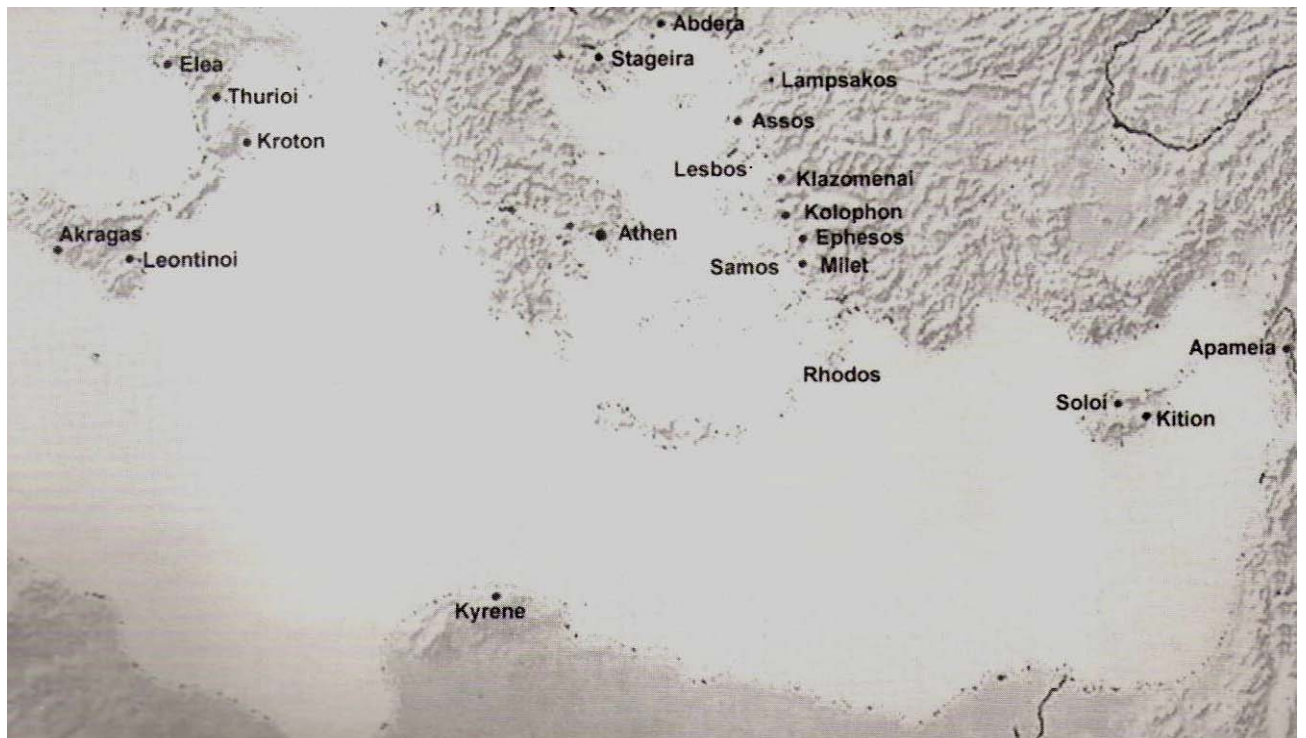 Abdera
Stageira
Elea
Lampsakos
Thurioi
Assos
Kroton
Lesbos
Klazomenai
Kolophon
Akragas
Athen
Ephesos
Leontinoi
Samos
Milet
Apameia
Rhodos
Soloi
Kition
Kyrene